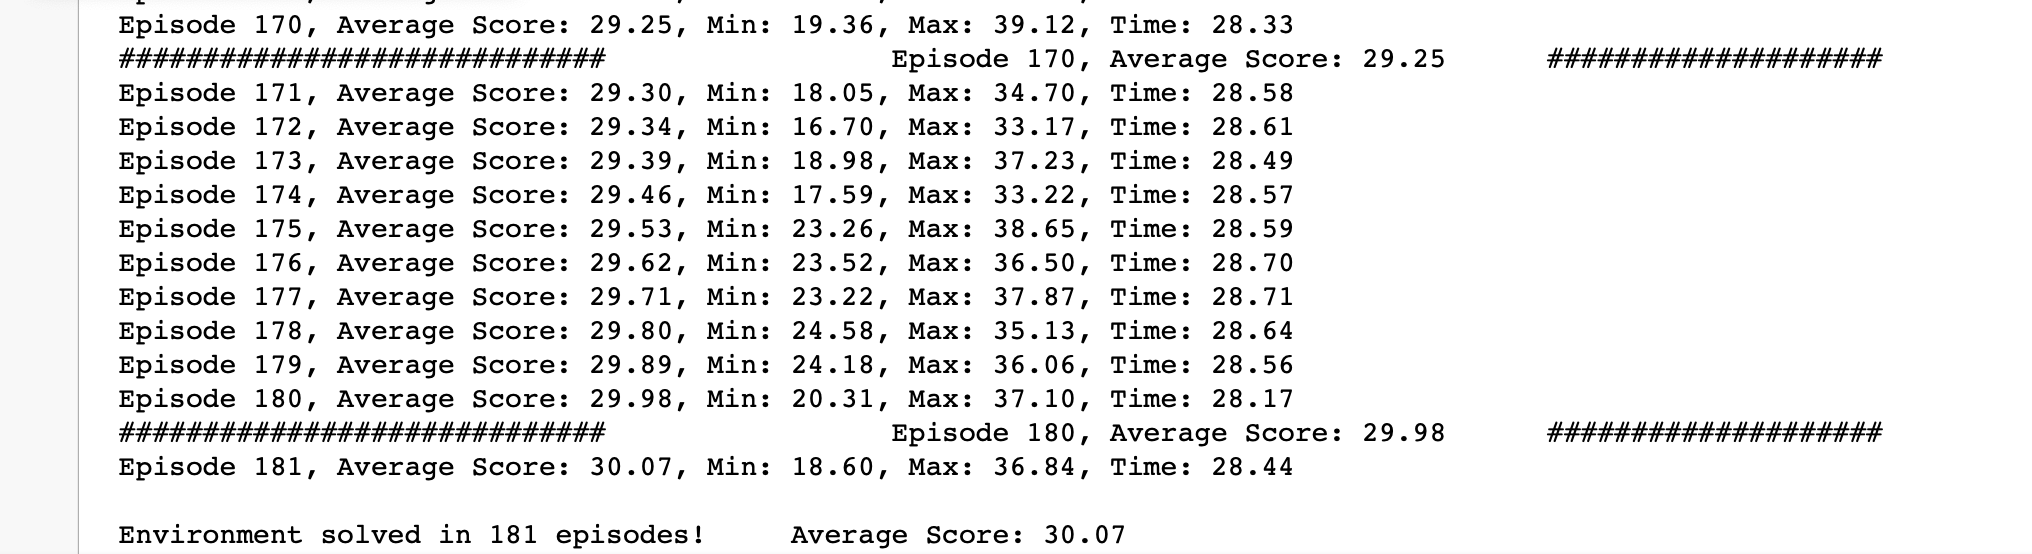 Episode 170, Average Score: 29.25, Min: 19.36, Max: 39.12, Time: 28.33
############################# Episode 170, Average Score: 29.25 ####################
Episode 171, Average Score: 29.30, Min: 18.05, Max: 34.70, Time: 28.58
Episode 172, Average Score: 29.34, Min: 16.70, Max: 33.17, Time: 28.61
Episode 173, Average Score: 29.39, Min: 18.98, Max: 37.23, Time: 28.49
Episode 174, Average Score: 29.46, Min: 17.59, Max: 33.22, Time: 28.57
Episode 175, Average Score: 29.53, Min: 23.26, Max: 38.65, Time: 28.59
Episode 176, Average Score: 29.62, Min: 23.52, Max: 36.50, Time: 28.70
Episode 177, Average Score: 29.71, Min: 23.22, Max: 37.87, Time: 28.71
Episode 178, Average Score: 29.80, Min: 24.58, Max: 35.13, Time: 28.64
Episode 179, Average Score: 29.89, Min: 24.18, Max: 36.06, Time: 28.56
Episode 180, Average Score: 29.98, Min: 20.31, Max: 37.10, Time: 28.17
############################# Episode 180, Average Score: 29.98 ####################
Episode 181, Average Score: 30.07, Min: 18.60, Max: 36.84, Time: 28.44
Environment solved in 181 episodes! Average Score: 30.07